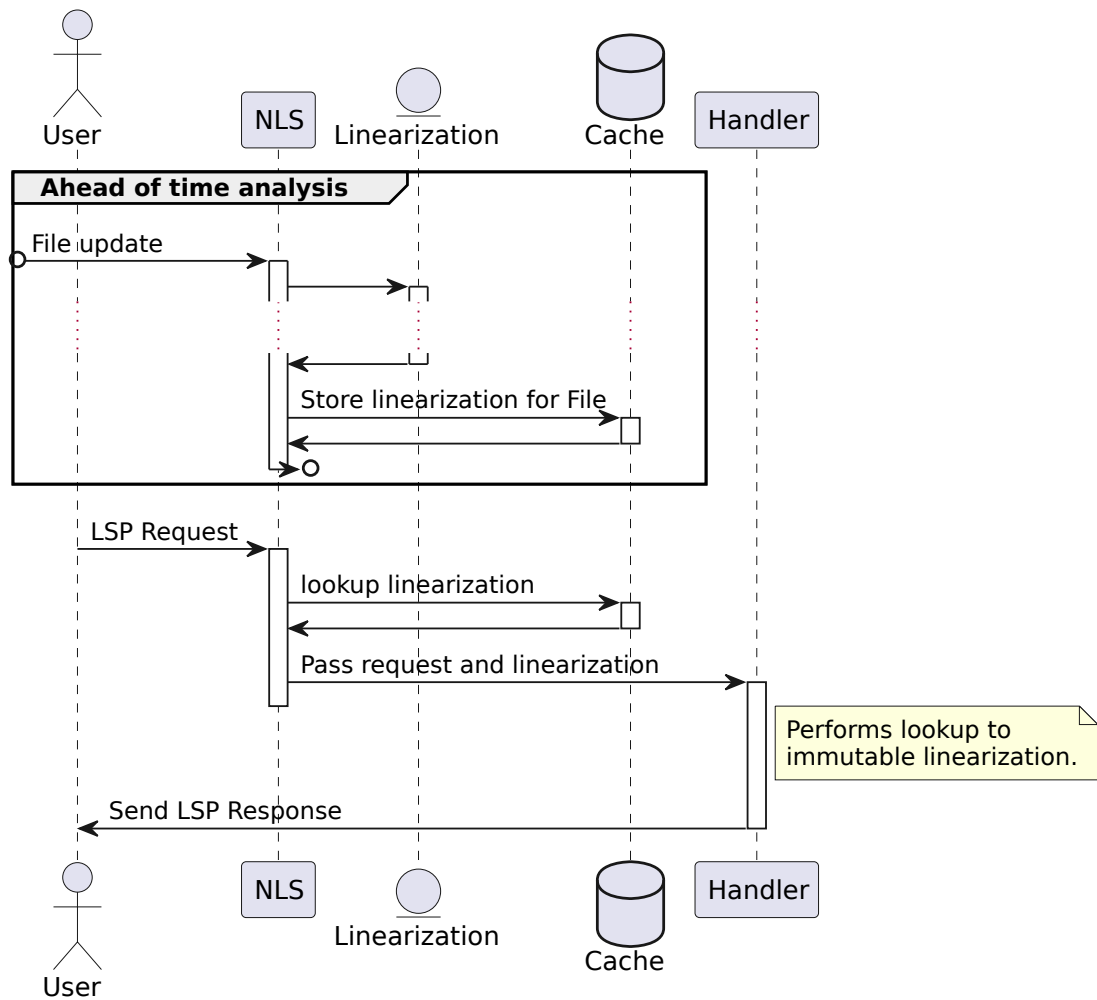 User
NLS
Linearization
Cache
Handler
Ahead of time analysis
File update
Store linearization for File
LSP Request
lookup linearization
Pass request and linearization
Performs lookup to
immutable linearization.
Send LSP Response
User
NLS
Linearization
Cache
Handler